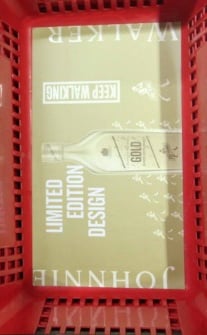 JOHNNIE WALKER
KEEP WALKING
LIMITED
EDITION
DESIGN
GOLD